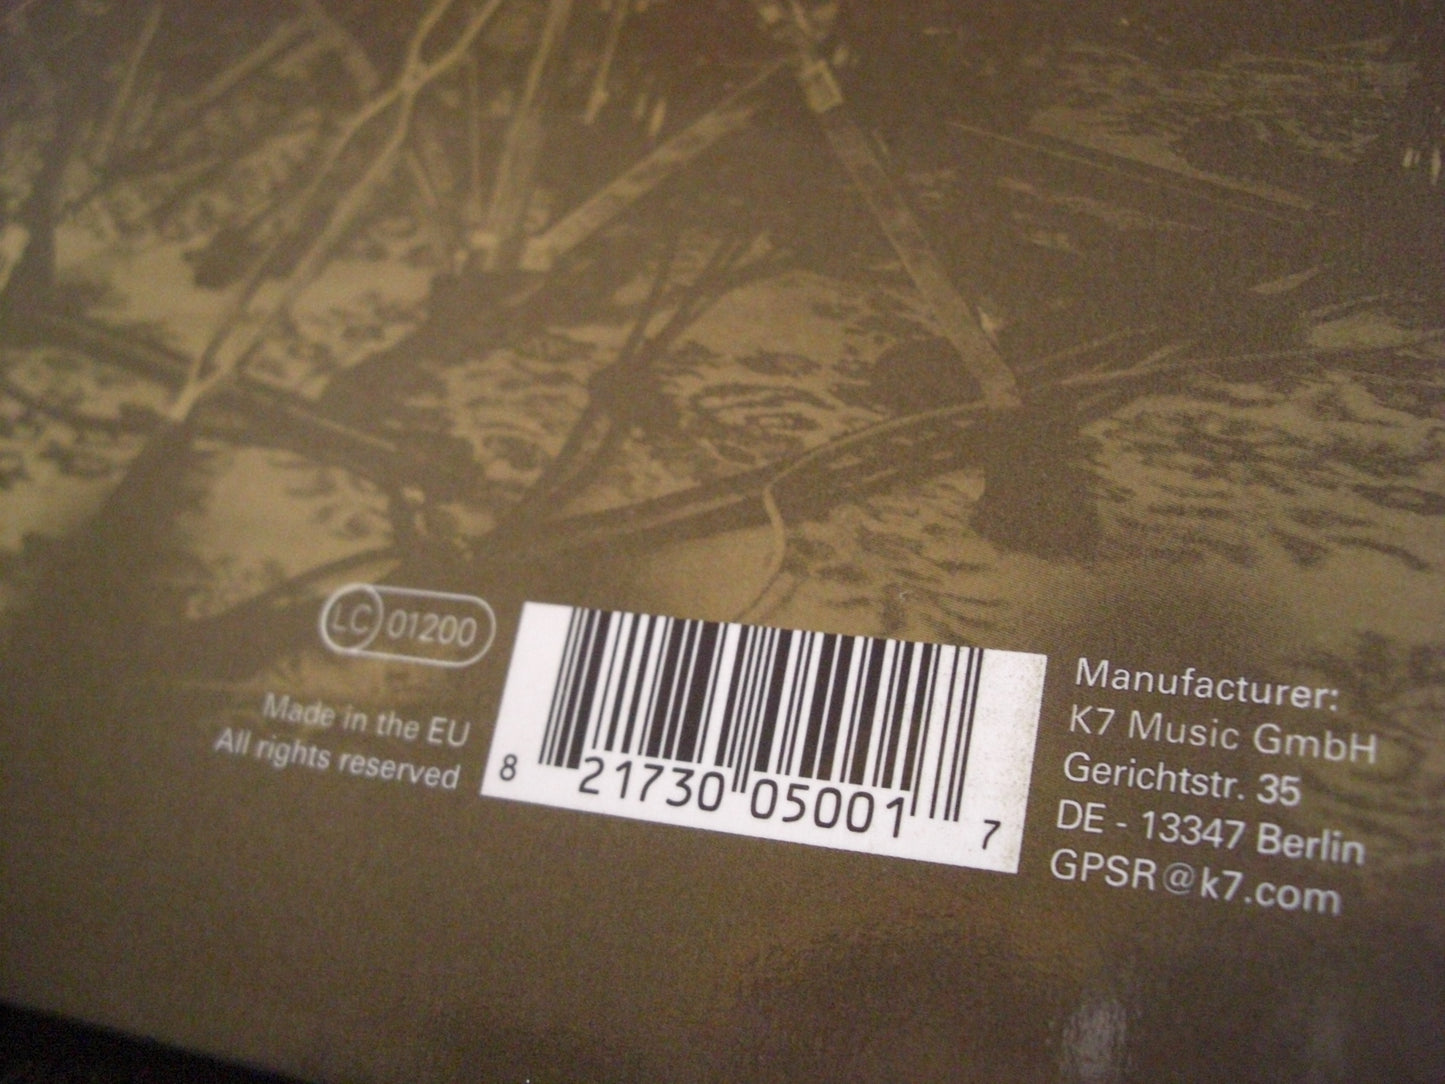 LC 01200
Made in the EU
All rights reserved
8 21730 05001 7
Manufacturer:
K7 Music GmbH
Gerichtstr. 35
DE - 13347 Berlin
GPSR@k7.com